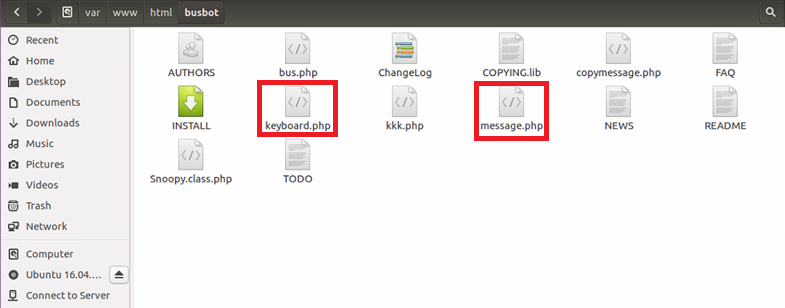 var www html busbot
Recent
Home
Desktop
Documents
Downloads
Music
Pictures
Videos
Trash
Network
Computer
Ubuntu 16.04....
Connect to Server
AUTHORS bus.php ChangeLog COPYING.lib copymessage.php FAQ
INSTALL keyboard.php kkk.php message.php NEWS README
Snoopy.class.php TODO